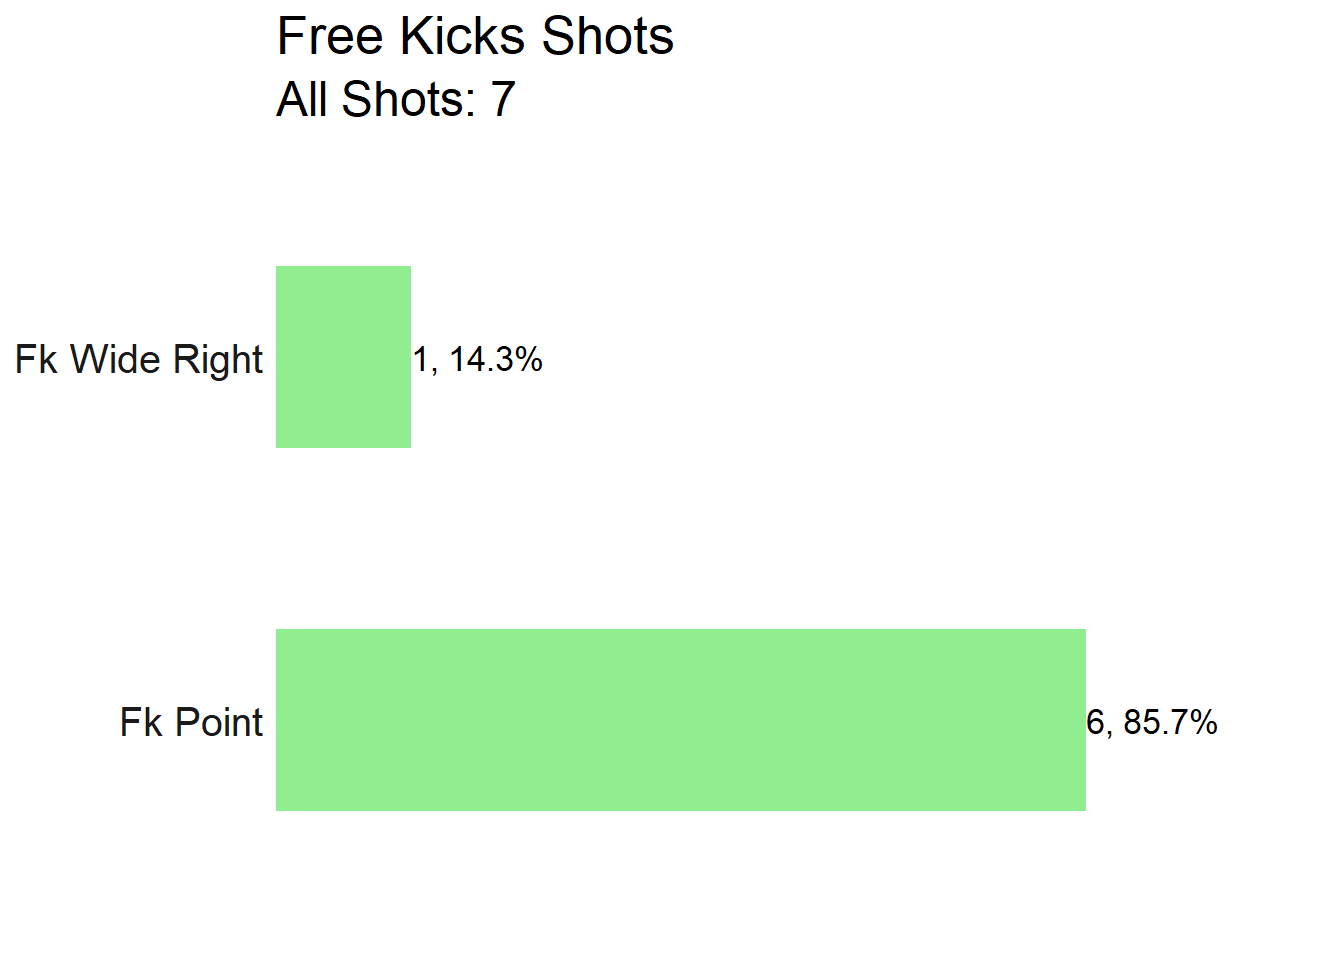 Free Kicks Shots
All Shots: 7
Fk Wide Right
1, 14.3%
Fk Point
6, 85.7%